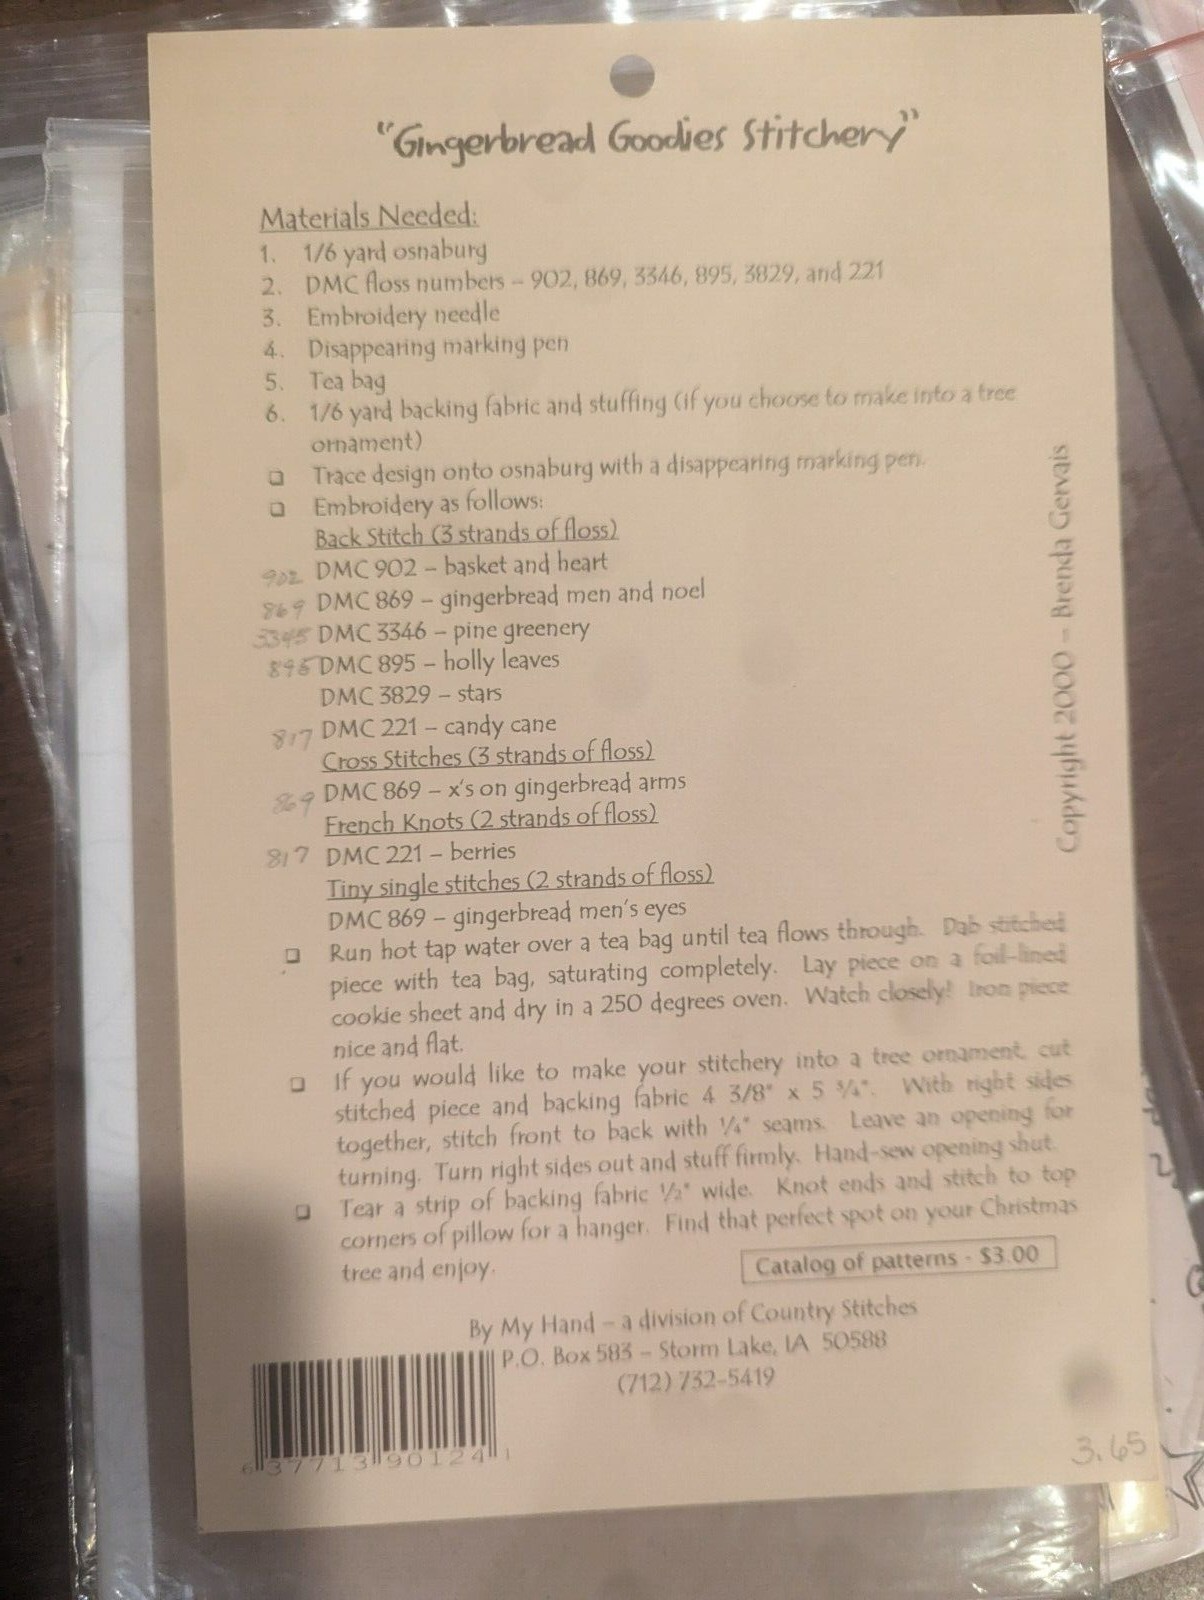 "Gingerbread Goodies Stitchery"
Materials Needed:
1. 1/6 yard osnaburg
2. DMC floss numbers – 902, 869, 3346, 895, 3829, and 221
3. Embroidery needle
4. Disappearing marking pen
5. Tea bag
6. 1/6 yard backing fabric and stuffing (if you choose to make into a tree
ornament)
❑ Trace design onto osnaburg with a disappearing marking pen.
❑ Embroidery as follows:
Back Stitch (3 strands of floss)
902 DMC 902 – basket and heart
869 DMC 869 – gingerbread men and noel
3345 DMC 3346 – pine greenery
895 DMC 895 – holly leaves
DMC 3829 – stars
817 DMC 221 – candy cane
Cross Stitches (3 strands of floss)
869 DMC 869 – x's on gingerbread arms
French Knots (2 strands of floss)
817 DMC 221 – berries
Tiny single stitches (2 strands of floss)
DMC 869 – gingerbread men's eyes
❑ Run hot tap water over a tea bag until tea flows through. Dab stitched
piece with tea bag, saturating completely. Lay piece on a foil-lined
cookie sheet and dry in a 250 degrees oven. Watch closely! Iron piece
nice and flat.
❑ If you would like to make your stitchery into a tree ornament, cut
stitched piece and backing fabric 4 3/8" x 5 ¾". With right sides
together, stitch front to back with ¼" seams. Leave an opening for
turning. Turn right sides out and stuff firmly. Hand-sew opening shut.
❑ Tear a strip of backing fabric ½" wide. Knot ends and stitch to top
corners of pillow for a hanger. Find that perfect spot on your Christmas
tree and enjoy.
Catalog of patterns - $3.00
By My Hand – a division of Country Stitches
P.O. Box 583 – Storm Lake, IA 50588
(712) 732-5419
6 37713 90124 1
3.65
Copyright 2000 – Brenda Gervais